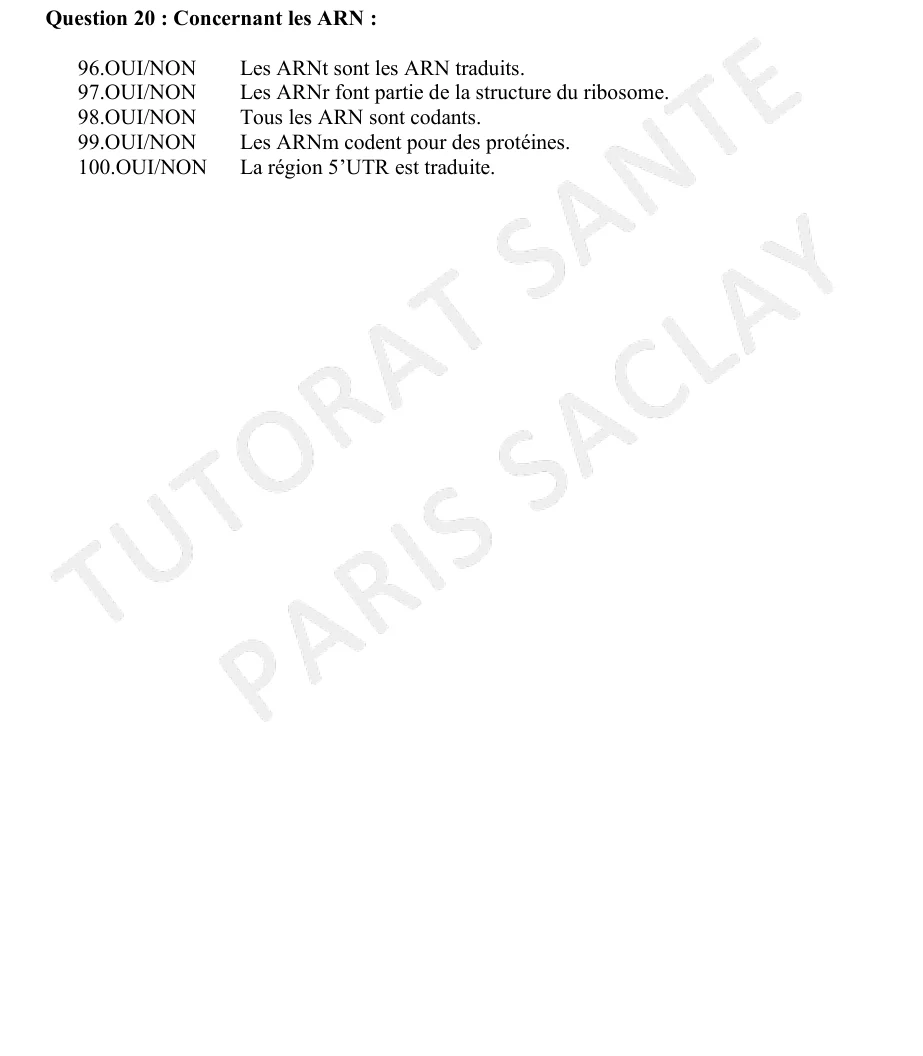 Question 20 : Concernant les ARN :
96.OUI/NON Les ARNt sont les ARN traduits.
97.OUI/NON Les ARNr font partie de la structure du ribosome.
98.OUI/NON Tous les ARN sont codants.
99.OUI/NON Les ARNm codent pour des protéines.
100.OUI/NON La région 5’UTR est traduite.
TUTORAT SANTE
PARIS SACLAY